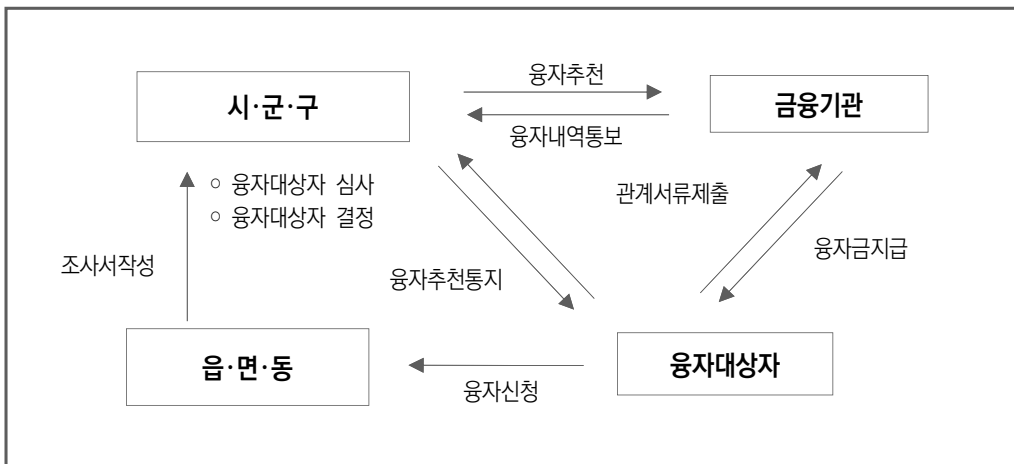 융자추천
시·군·구
금융기관
융자내역통보
○ 융자대상자 심사
관계서류제출
○ 융자대상자 결정
융자금지급
조사서작성
융자추천통지
읍·면·동
융자대상자
융자신청